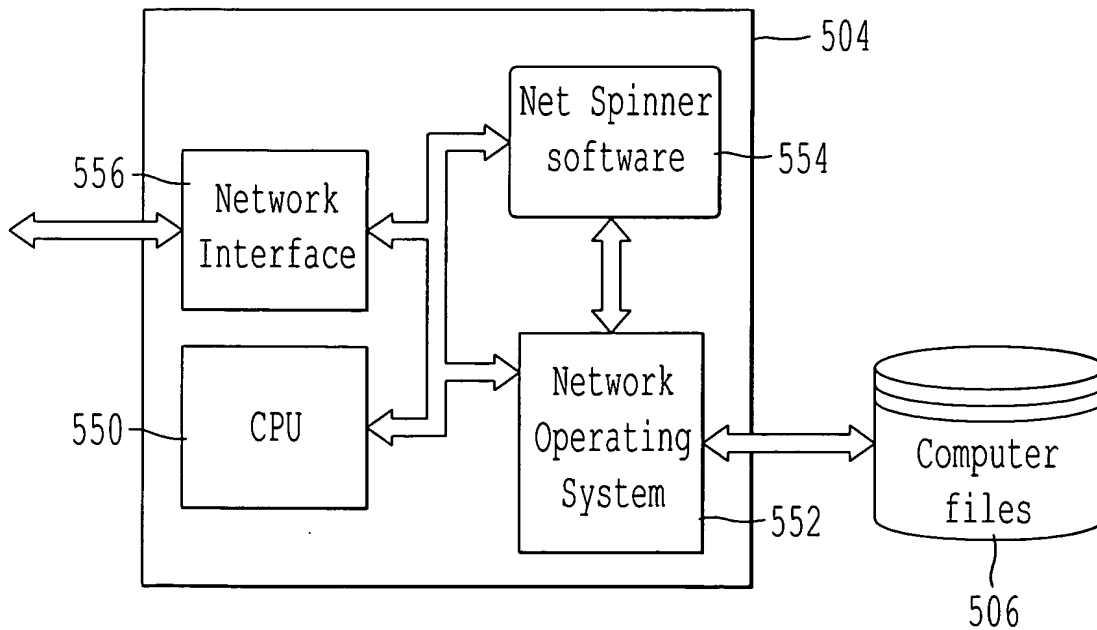 504
Net Spinner
software
554
556
Network
Interface
550
CPU
Network
Operating
System
552
Computer
files
506